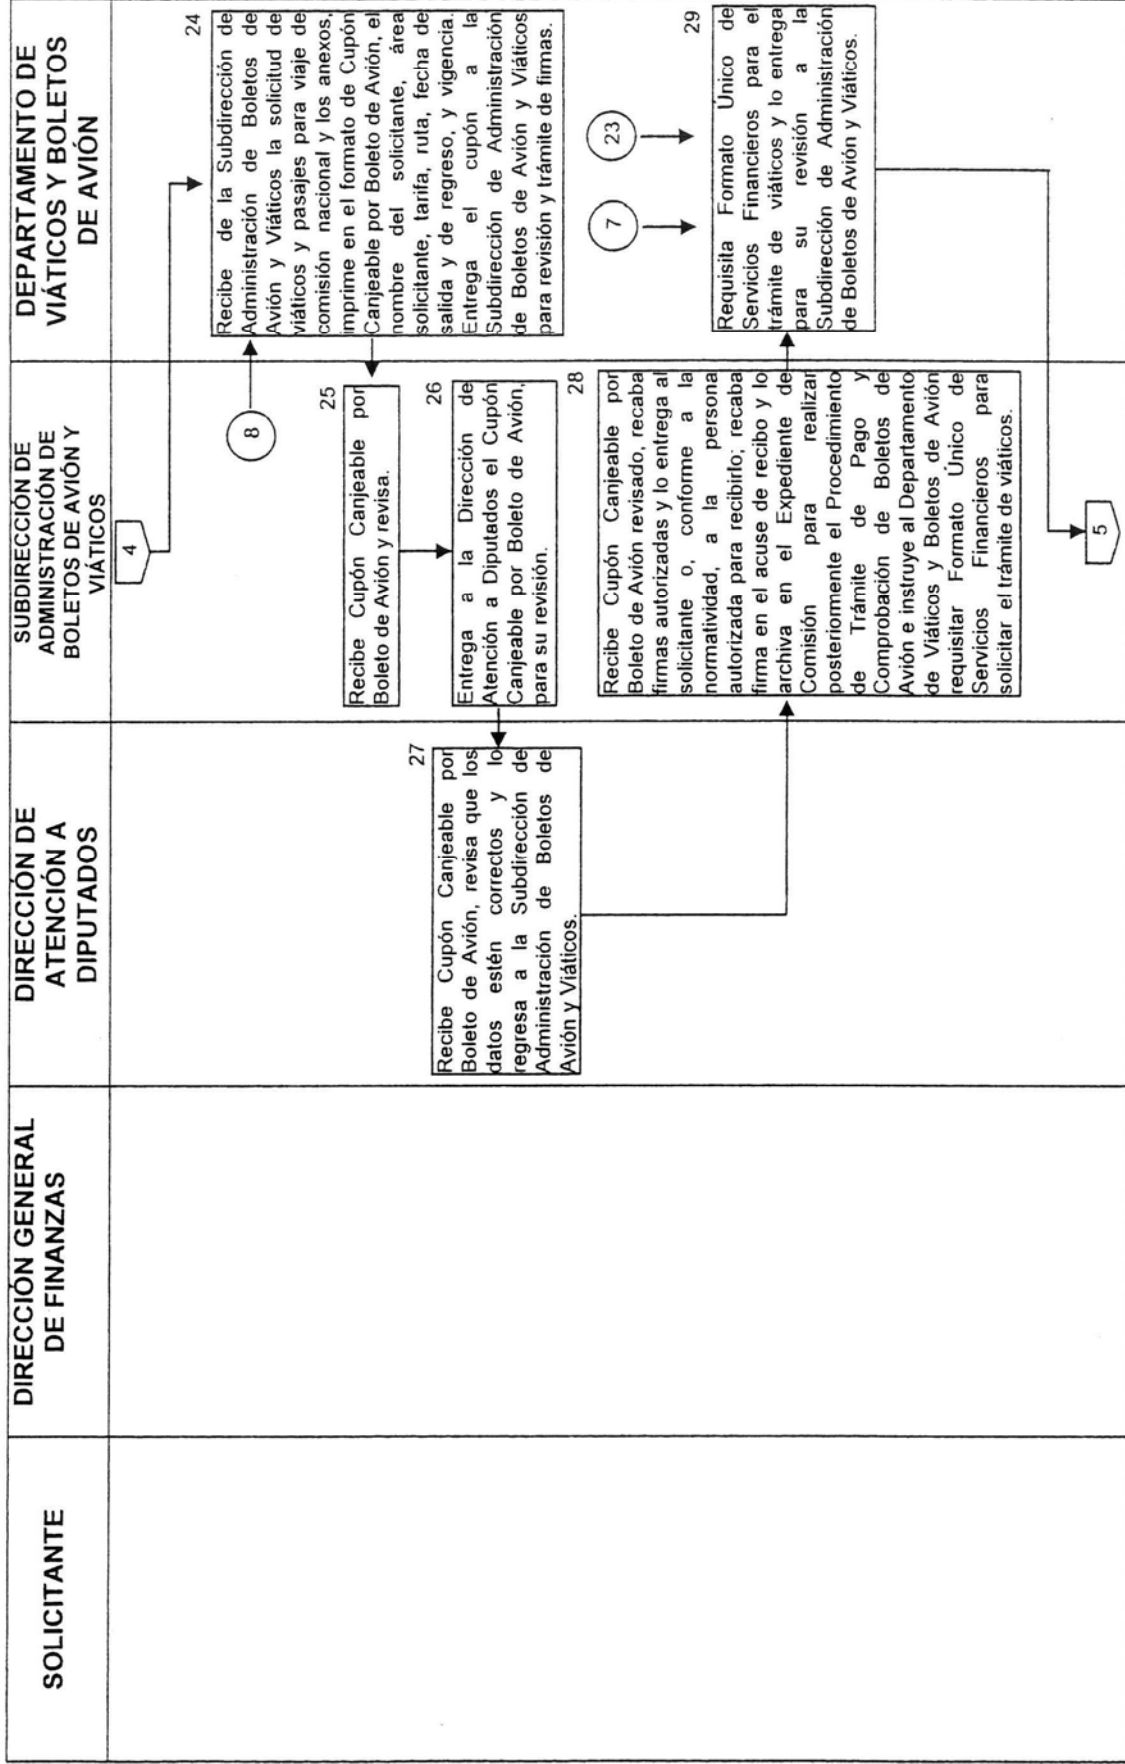 SOLICITANTE
DIRECCIÓN GENERAL
DE FINANZAS
DIRECCIÓN DE
ATENCIÓN A
DIPUTADOS
SUBDIRECCIÓN DE
ADMINISTRACIÓN DE
BOLETOS DE AVIÓN Y
VIÁTICOS
DEPARTAMENTO DE
VIÁTICOS Y BOLETOS
DE AVIÓN
4
24
Recibe de la Subdirección de
Administración de Boletos de
Avión y Viáticos la solicitud de
viáticos y pasajes para viaje de
comisión nacional y los anexos,
imprime en el formato de Cupón
Canjeable por Boleto de Avión, el
nombre del solicitante, área
solicitante, tarifa, ruta, fecha de
salida y de regreso, y vigencia.
Entrega el cupón a la
Subdirección de Administración
de Boletos de Avión y Viáticos
para revisión y trámite de firmas.
8
25
Recibe Cupón Canjeable por
Boleto de Avión y revisa.
26
Entrega a la Dirección de
Atención a Diputados el Cupón
Canjeable por Boleto de Avión,
para su revisión.
27
Recibe Cupón Canjeable por
Boleto de Avión, revisa que los
datos estén correctos y lo
regresa a la Subdirección de
Administración de Boletos de
Avión y Viáticos.
28
Recibe Cupón Canjeable por
Boleto de Avión revisado, recaba
firmas autorizadas y lo entrega al
solicitante o, conforme a la
normatividad, a la persona
autorizada para recibirlo; recaba
firma en el acuse de recibo y lo
archiva en el Expediente de
Comisión para realizar
posteriormente el Procedimiento
de Trámite de Pago y
Comprobación de Boletos de
Avión e instruye al Departamento
de Viáticos y Boletos de Avión
requisitar Formato Único de
Servicios Financieros para
solicitar el trámite de viáticos.
7
23
29
Requisita Formato Único de
Servicios Financieros para el
trámite de viáticos y lo entrega
para su revisión a la
Subdirección de Administración
de Boletos de Avión y Viáticos.
5